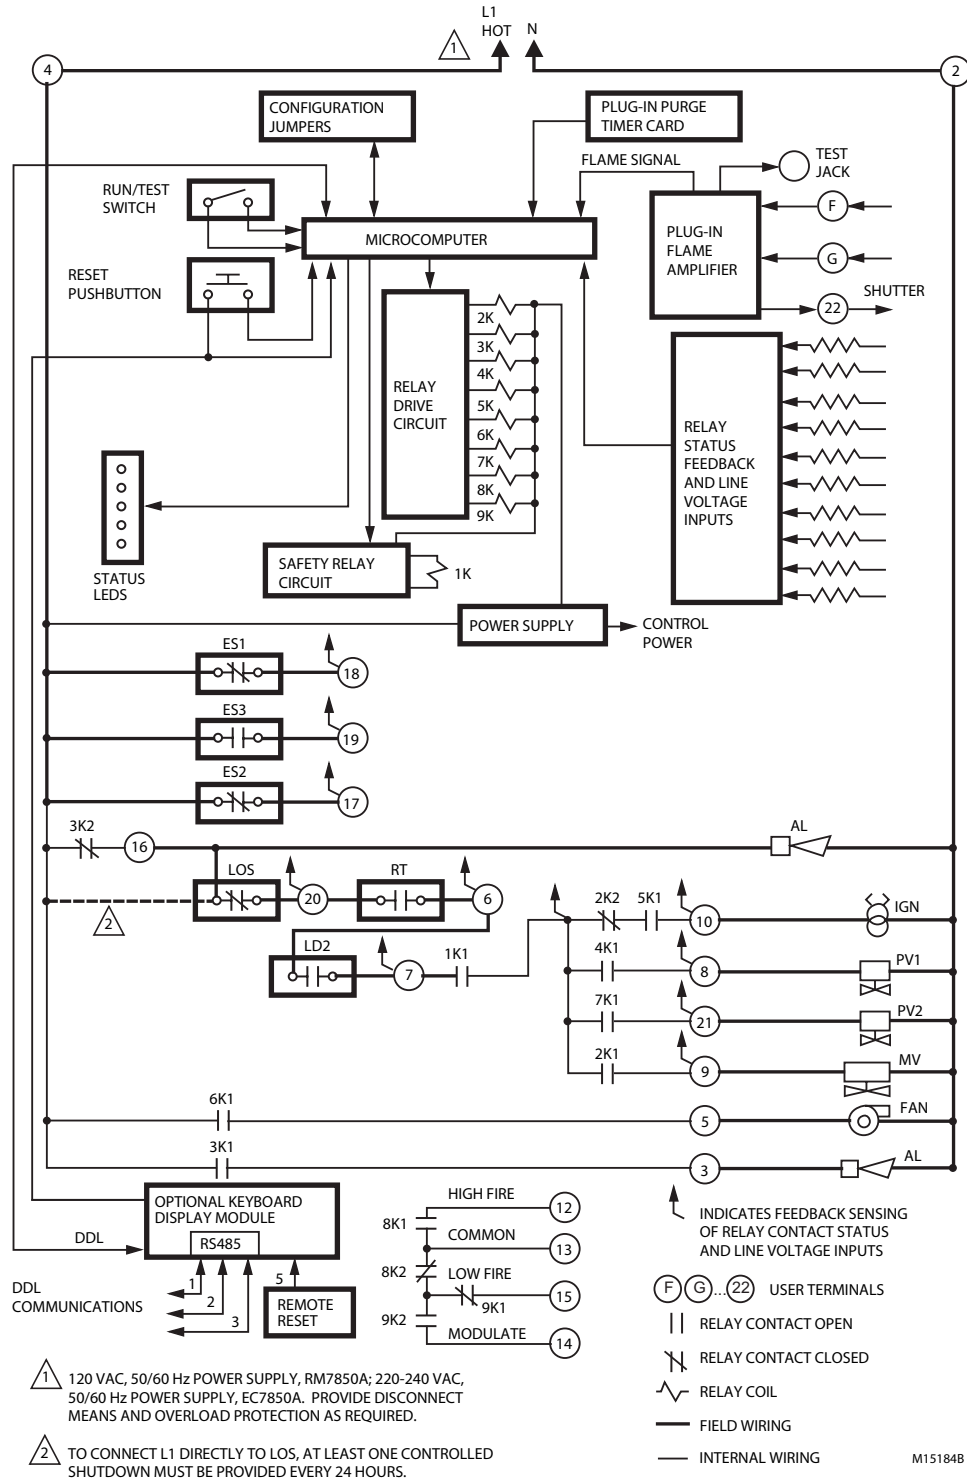 L1
HOT
N
1
4
2
CONFIGURATION
JUMPERS
PLUG-IN PURGE
TIMER CARD
FLAME SIGNAL
TEST
JACK
RUN/TEST
SWITCH
MICROCOMPUTER
PLUG-IN
FLAME
AMPLIFIER
F
G
22
SHUTTER
RESET
PUSHBUTTON
RELAY
DRIVE
CIRCUIT
2K
3K
4K
5K
6K
7K
8K
9K
RELAY
STATUS
FEEDBACK
AND LINE
VOLTAGE
INPUTS
STATUS
LEDS
SAFETY RELAY
CIRCUIT
1K
POWER SUPPLY
CONTROL
POWER
ES1
18
ES3
19
ES2
17
3K2
16
AL
LOS
20
RT
6
2
LD2
7
1K1
2K2
5K1
10
IGN
4K1
8
PV1
7K1
21
PV2
2K1
9
MV
6K1
5
FAN
3K1
3
AL
OPTIONAL KEYBOARD
DISPLAY MODULE
RS485
DDL
DDL
COMMUNICATIONS
1
2
3
5
REMOTE
RESET
HIGH FIRE
12
8K1
COMMON
13
8K2
LOW FIRE
9K1
15
9K2
MODULATE
14
INDICATES FEEDBACK SENSING
OF RELAY CONTACT STATUS
AND LINE VOLTAGE INPUTS
F G ... 22 USER TERMINALS
RELAY CONTACT OPEN
RELAY CONTACT CLOSED
RELAY COIL
FIELD WIRING
INTERNAL WIRING
1 120 VAC, 50/60 Hz POWER SUPPLY, RM7850A; 220-240 VAC,
50/60 Hz POWER SUPPLY, EC7850A. PROVIDE DISCONNECT
MEANS AND OVERLOAD PROTECTION AS REQUIRED.
2 TO CONNECT L1 DIRECTLY TO LOS, AT LEAST ONE CONTROLLED
SHUTDOWN MUST BE PROVIDED EVERY 24 HOURS.
M15184B